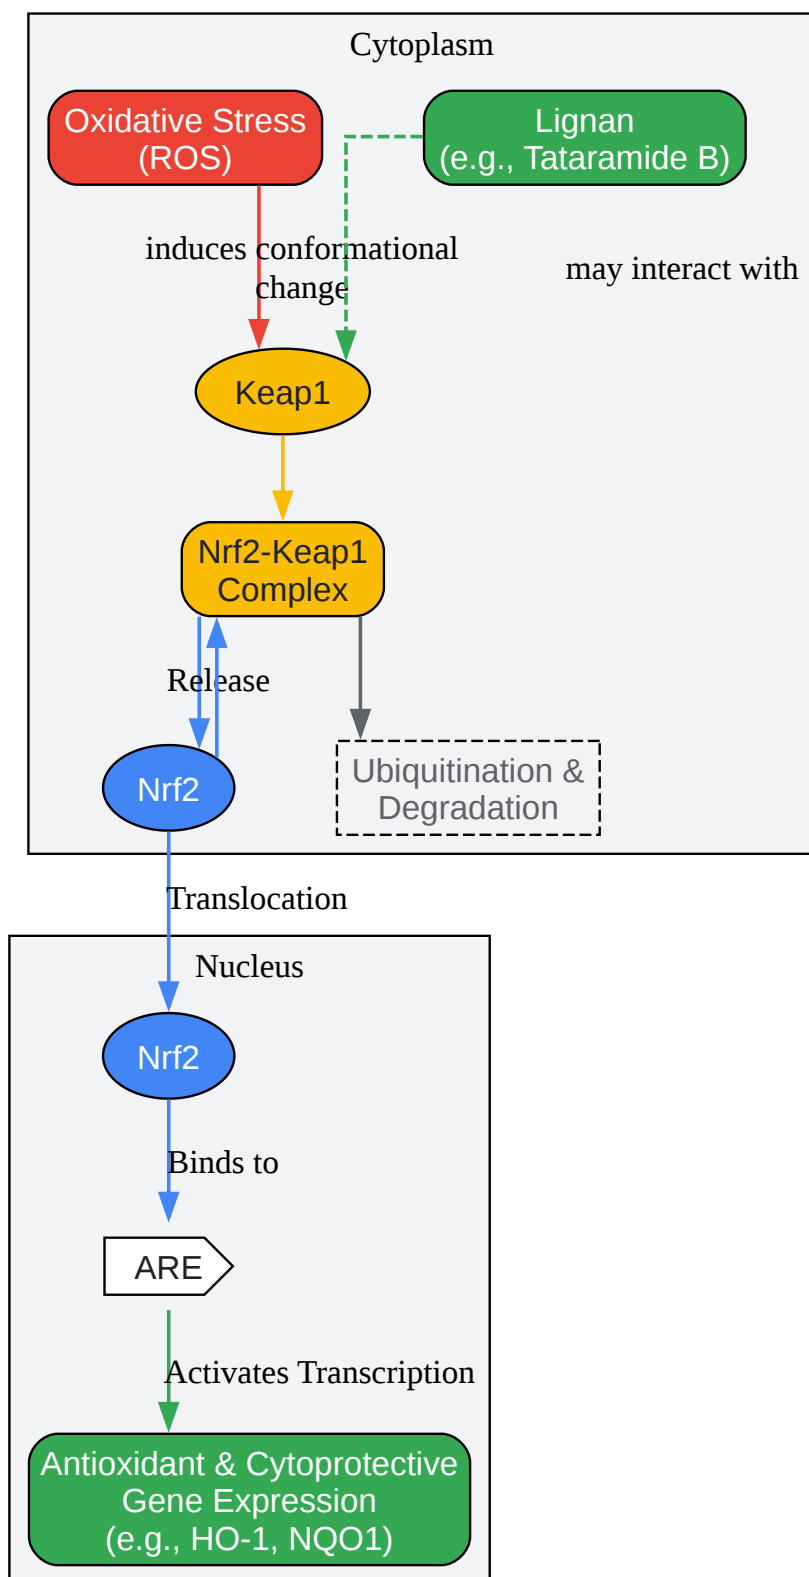 Cytoplasm
Oxidative Stress
(ROS)
Lignan
(e.g., Tataramide B)
induces conformational
change
may interact with
Keap1
Nrf2-Keap1
Complex
Release
Nrf2
Ubiquitination &
Degradation
Translocation
Nucleus
Nrf2
Binds to
ARE
Activates Transcription
Antioxidant & Cytoprotective
Gene Expression
(e.g., HO-1, NQO1)